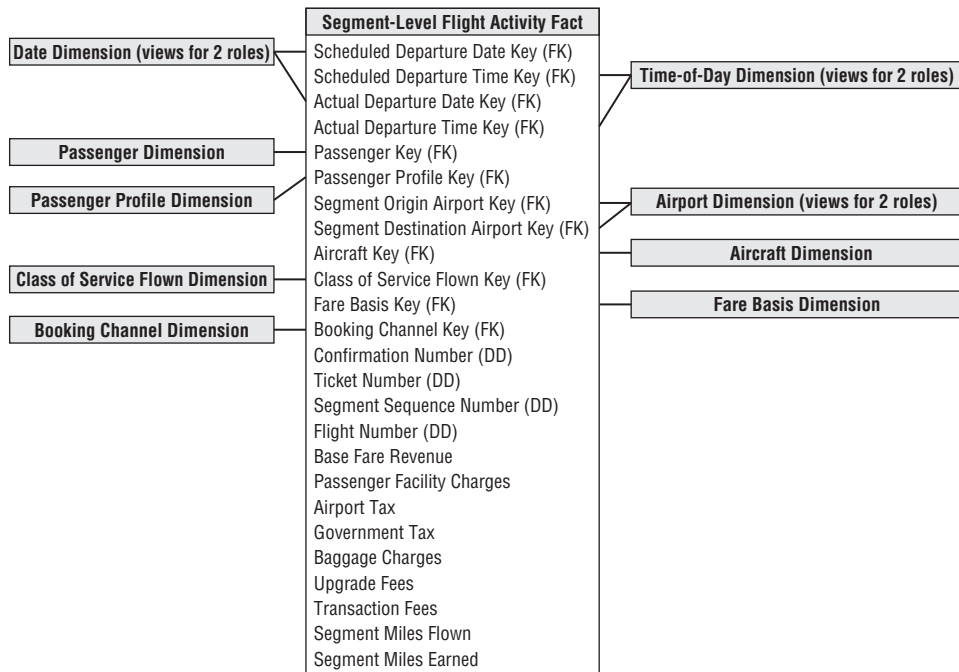 Segment-Level Flight Activity Fact
Date Dimension (views for 2 roles)
Scheduled Departure Date Key (FK)
Scheduled Departure Time Key (FK)
Time-of-Day Dimension (views for 2 roles)
Actual Departure Date Key (FK)
Actual Departure Time Key (FK)
Passenger Dimension
Passenger Key (FK)
Passenger Profile Key (FK)
Passenger Profile Dimension
Segment Origin Airport Key (FK)
Airport Dimension (views for 2 roles)
Segment Destination Airport Key (FK)
Aircraft Key (FK)
Aircraft Dimension
Class of Service Flown Dimension
Class of Service Flown Key (FK)
Fare Basis Key (FK)
Fare Basis Dimension
Booking Channel Dimension
Booking Channel Key (FK)
Confirmation Number (DD)
Ticket Number (DD)
Segment Sequence Number (DD)
Flight Number (DD)
Base Fare Revenue
Passenger Facility Charges
Airport Tax
Government Tax
Baggage Charges
Upgrade Fees
Transaction Fees
Segment Miles Flown
Segment Miles Earned